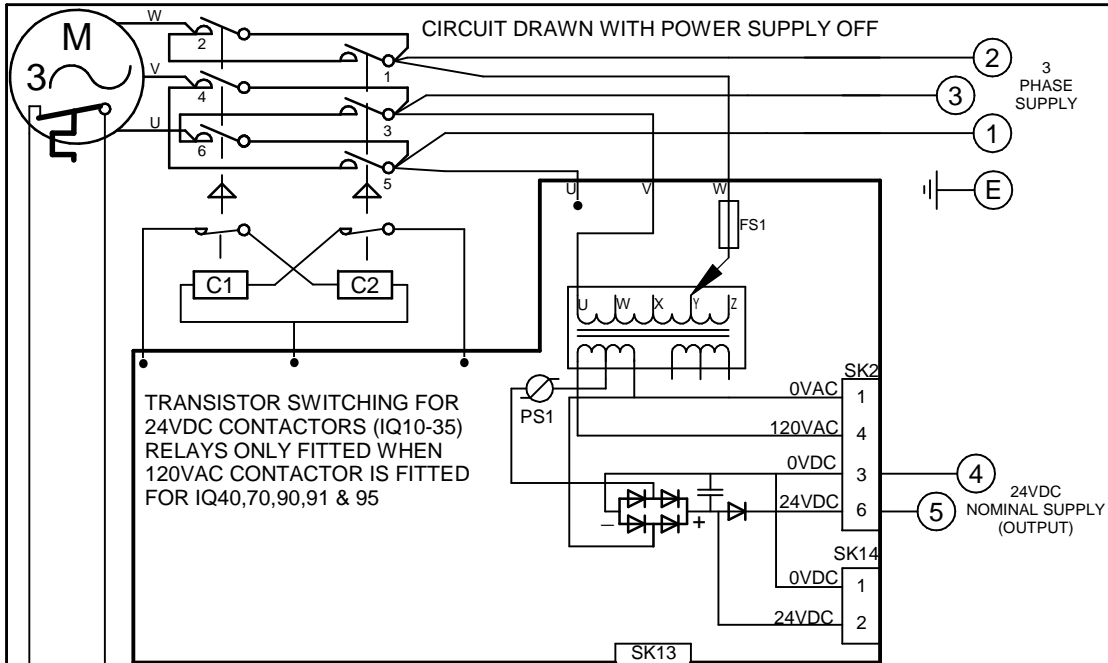 W
CIRCUIT DRAWN WITH POWER SUPPLY OFF
M
3
2
1
2
3
PHASE
SUPPLY
V
4
3
3
U
6
5
1
U
V
W
E
FS1
C1
C2
U
W
X
Y
Z
TRANSISTOR SWITCHING FOR
24VDC CONTACTORS (IQ10-35)
RELAYS ONLY FITTED WHEN
120VAC CONTACTOR IS FITTED
FOR IQ40,70,90,91 & 95
PS1
SK2
0VAC
1
120VAC
4
0VDC
3
4
24VDC
6
5
24VDC
NOMINAL SUPPLY
(OUTPUT)
–
+
SK14
0VDC
1
24VDC
2
SK13